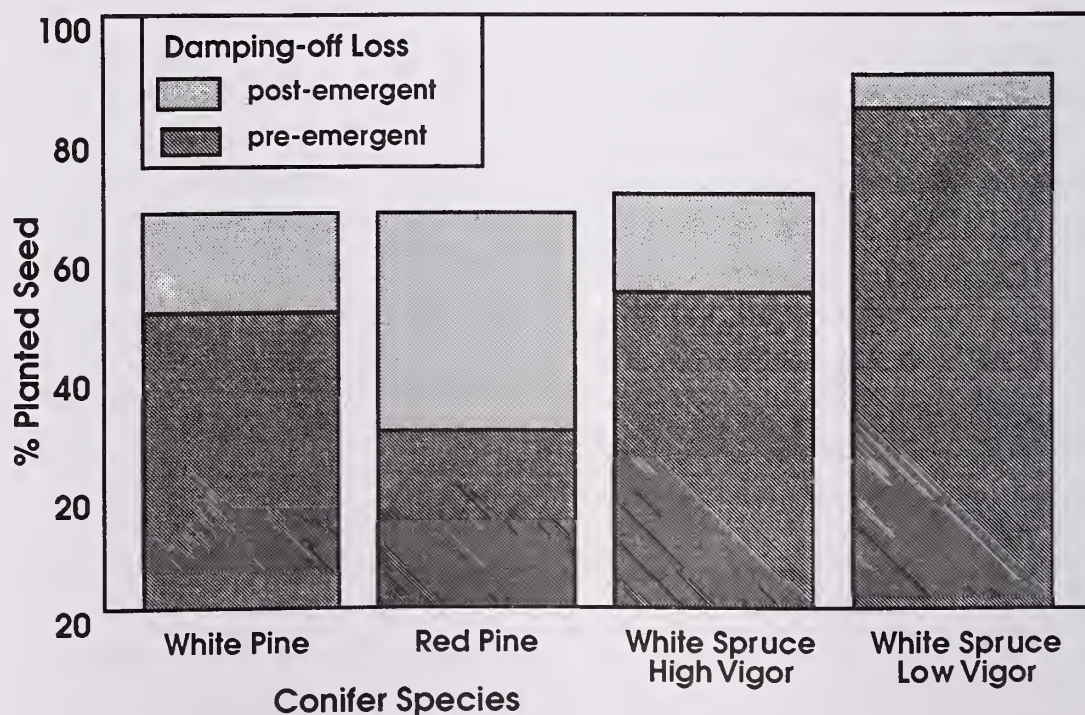 100
Damping-off Loss
post-emergent
pre-emergent
80
60
40
20
20
% Planted Seed
White Pine
Red Pine
White Spruce
High Vigor
White Spruce
Low Vigor
Conifer Species